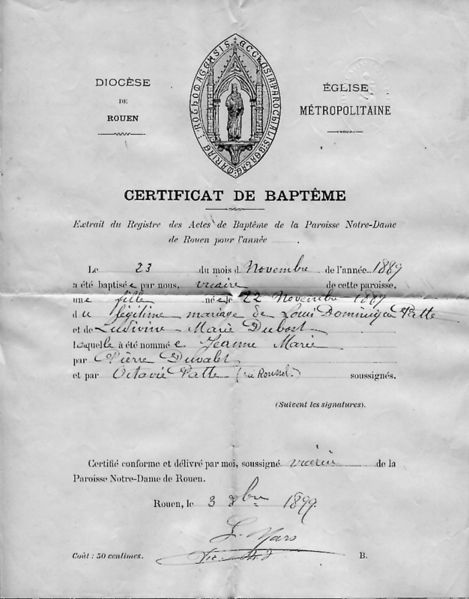 DIOCÈSE
DE
ROUEN
ÉGLISE
MÉTROPOLITAINE
CERTIFICAT DE BAPTÊME
Extrait du Registre des Actes de Baptême de la Paroisse Notre-Dame
de Rouen pour l'année
Le 23 du mois d Novembre de l'année 1889
a été baptisée par nous, vicaire de cette paroisse,
une fille née le 22 Novembre
du légitime mariage de Louis Dominique Patte
et de Ludivine Marie Dubost
laquelle a été nommée Jeanne Marie
par Pierre Duvalet
et par Octavie Patte (née Roussel) soussignés.
(Suivent les signatures).
Certifié conforme et délivré par moi, soussigné vicaire de la
Paroisse Notre-Dame de Rouen.
Rouen, le 3 9bre 1899.
Coût : 50 centimes.
B.